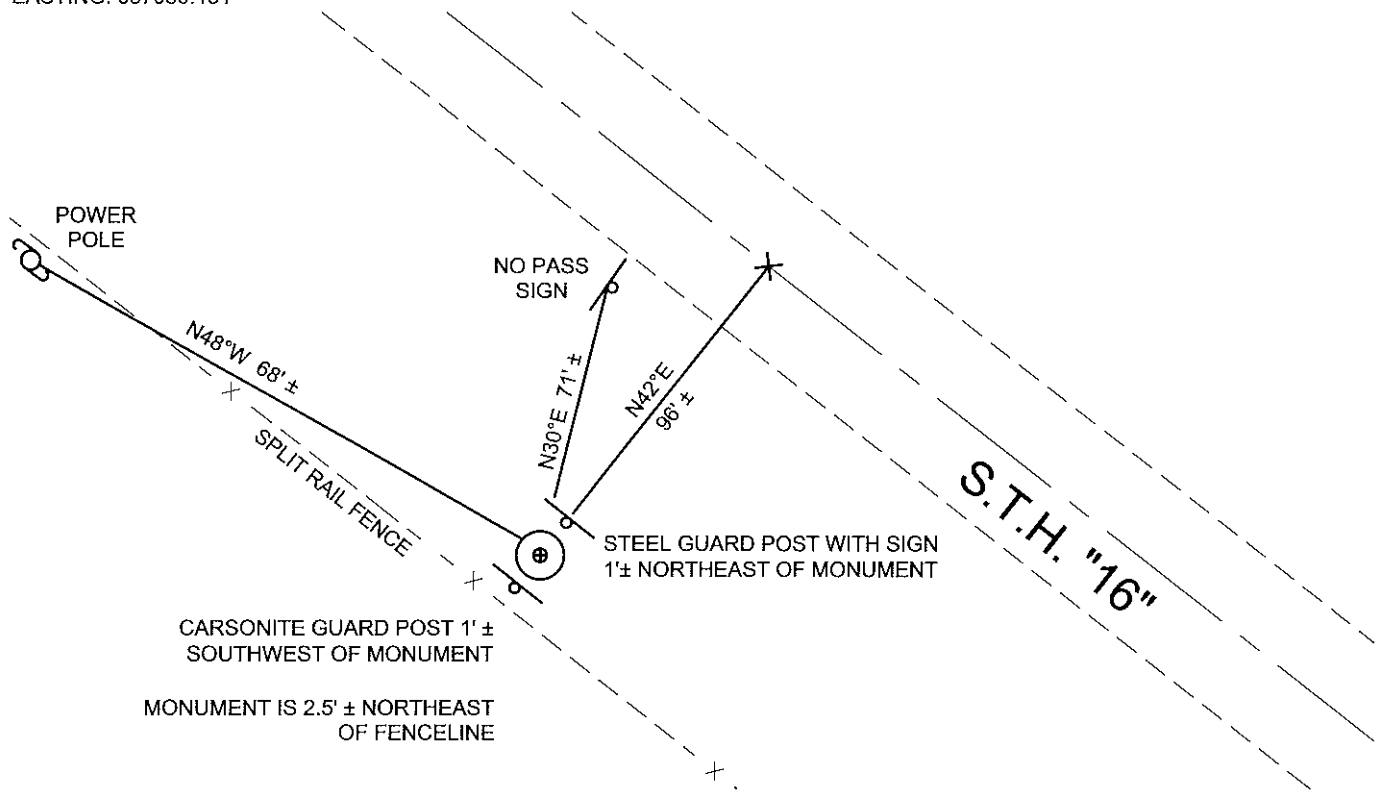 POWER
POLE
NO PASS
SIGN
N48°W 68' ±
N30°E 71' ±
N42°E
96' ±
SPLIT RAIL FENCE
S.T.H. "16"
STEEL GUARD POST WITH SIGN
1'± NORTHEAST OF MONUMENT
CARSONITE GUARD POST 1' ±
SOUTHWEST OF MONUMENT
MONUMENT IS 2.5' ± NORTHEAST
OF FENCELINE